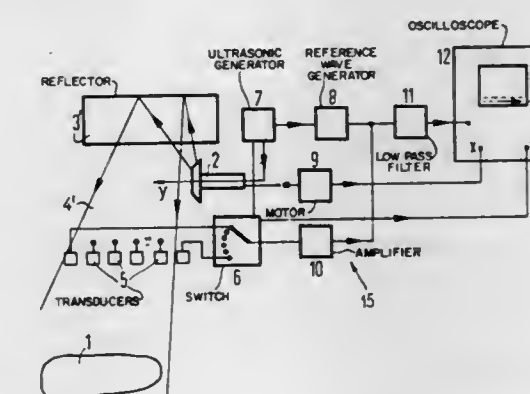 OSCILLOSCOPE
12
ULTRASONIC
GENERATOR
REFERENCE
WAVE
GENERATOR
REFLECTOR
7
8
11
3
LOW PASS
FILTER
2
9
x
4'
y
MOTOR
5
6
10
AMPLIFIER
TRANSDUCERS
SWITCH
15
1